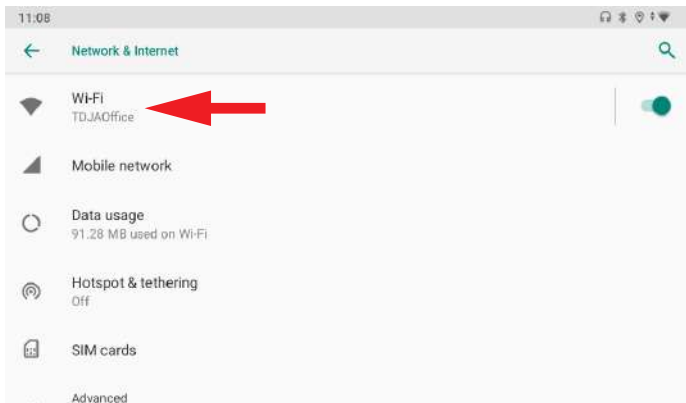 11:08
Network & Internet
Wi-Fi
TDJAOffice
Mobile network
Data usage
91.28 MB used on Wi-Fi
Hotspot & tethering
Off
SIM cards
Advanced